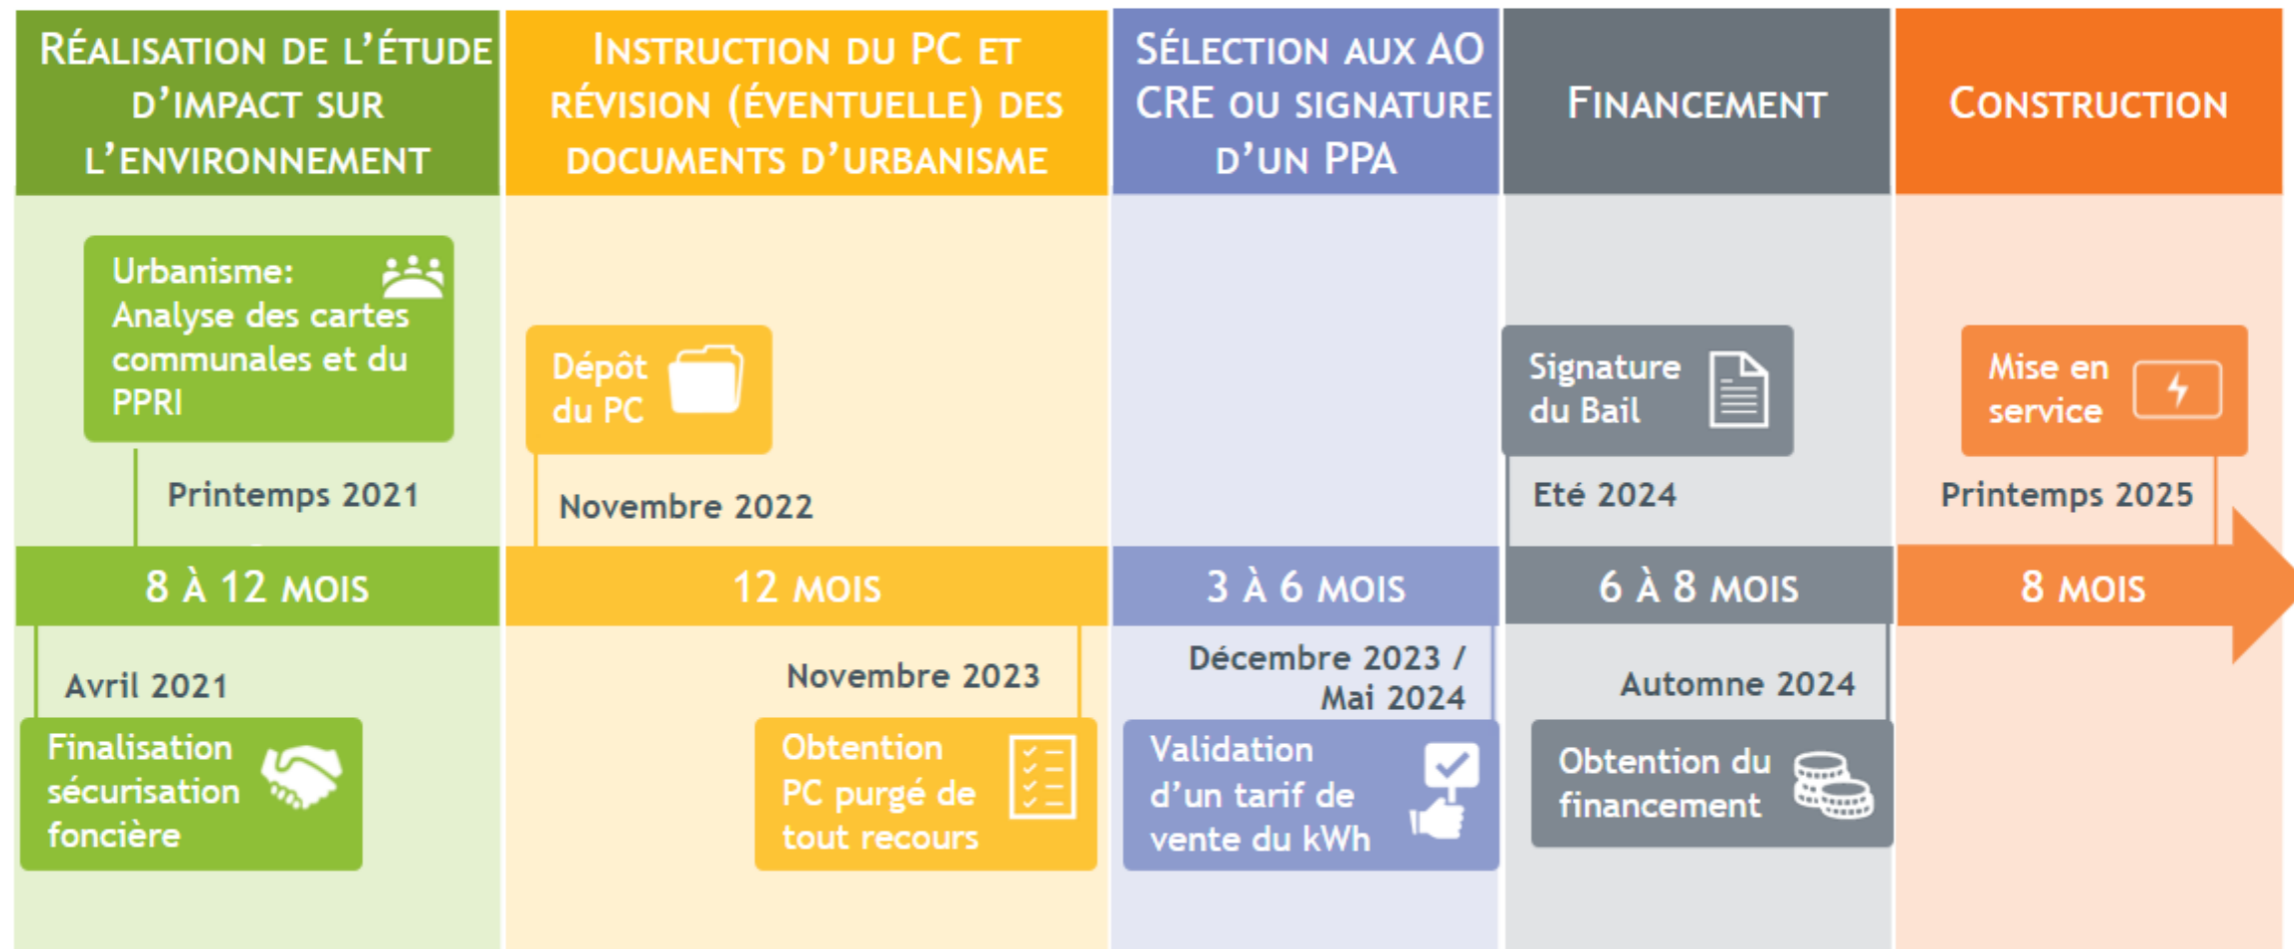 RÉALISATION DE L'ÉTUDE
D'IMPACT SUR
L'ENVIRONNEMENT
INSTRUCTION DU PC ET
RÉVISION (ÉVENTUELLE) DES
DOCUMENTS D'URBANISME
SÉLECTION AUX AO
CRE OU SIGNATURE
D'UN PPA
FINANCEMENT
CONSTRUCTION
Urbanisme:
Analyse des cartes
communales et du
PPRI
Printemps 2021
Dépôt
du PC
Novembre 2022
Signature
du Bail
Eté 2024
Mise en
service
Printemps 2025
8 À 12 MOIS
12 MOIS
3 À 6 MOIS
6 À 8 MOIS
8 MOIS
Avril 2021
Finalisation
sécurisation
foncière
Novembre 2023
Obtention
PC purgé de
tout recours
Décembre 2023 /
Mai 2024
Validation
d'un tarif de
vente du kWh
Automne 2024
Obtention du
financement